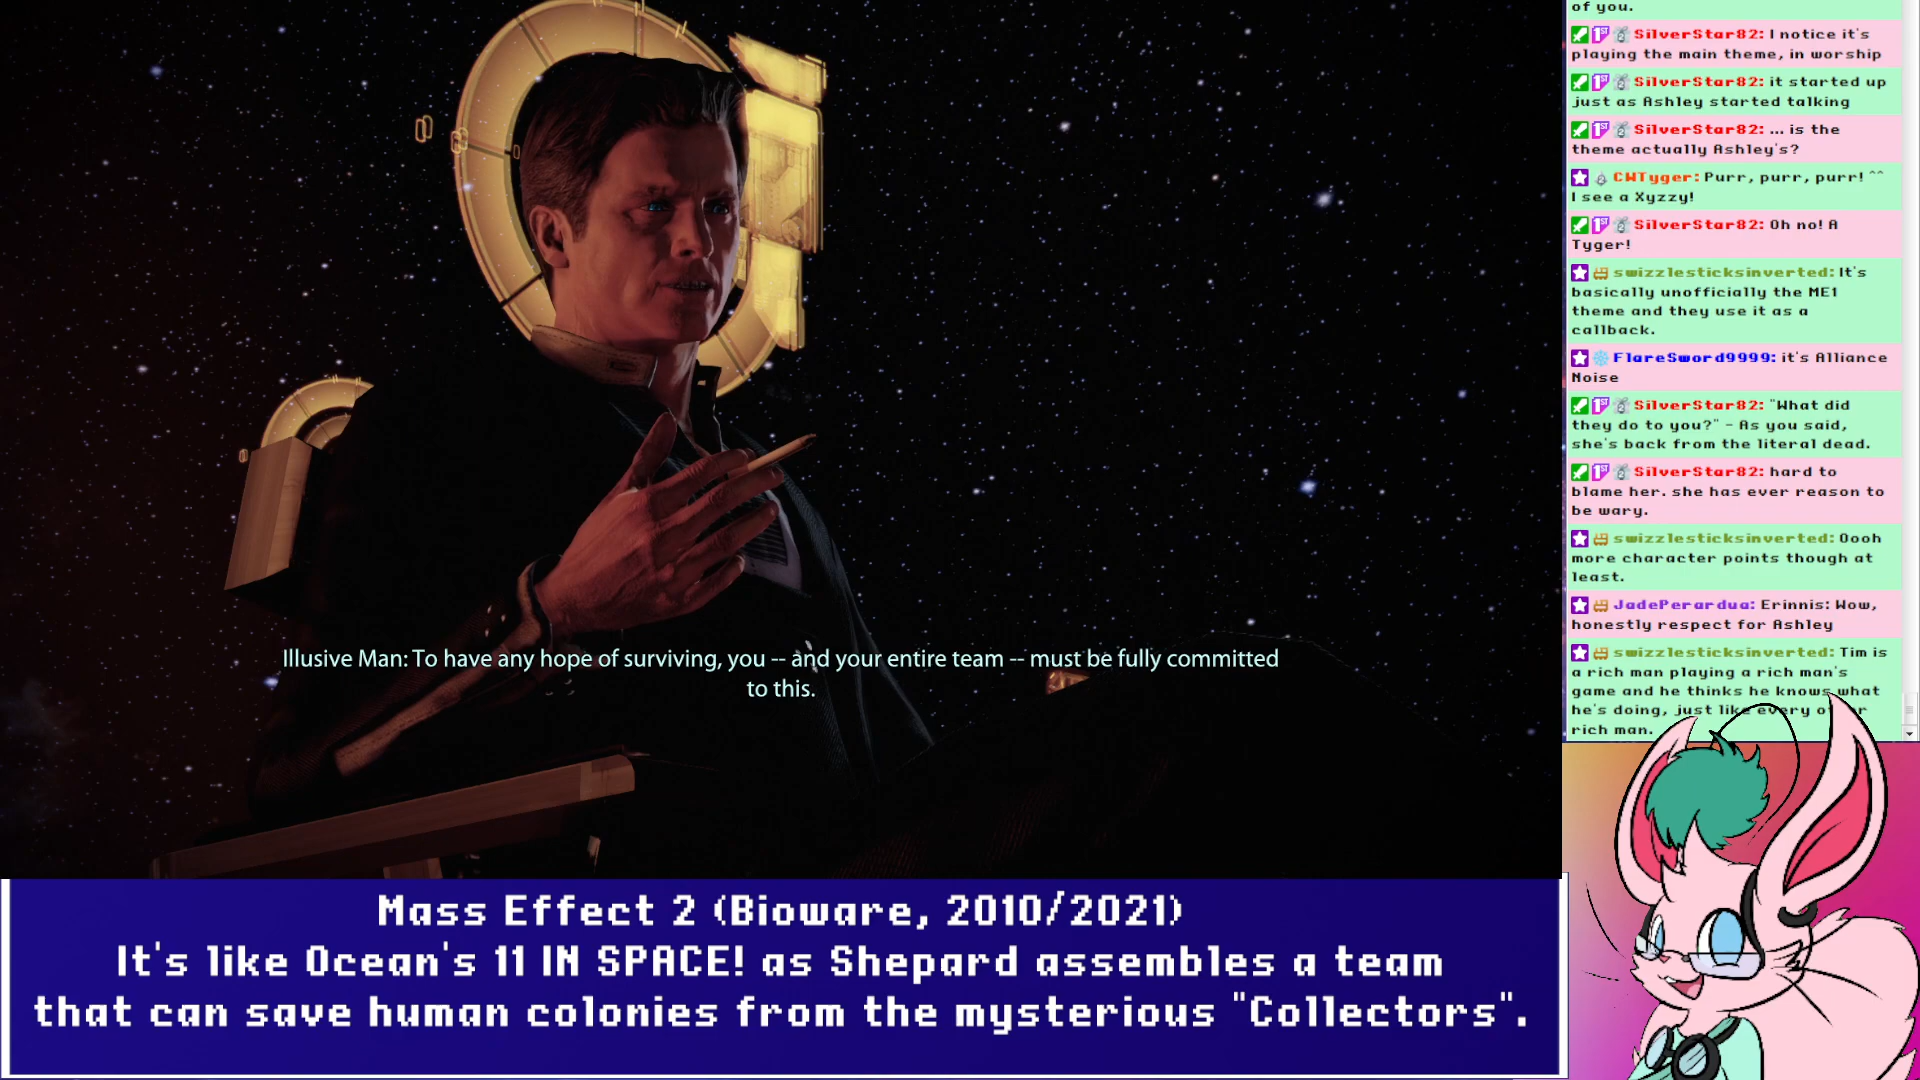 of you.
SilverStar82: I notice it's
playing the main theme, in worship
SilverStar82: it started up
just as Ashley started talking
SilverStar82: ... is the
theme actually Ashley's?
CWTyger: Purr, purr, purr! ^^
I see a Xyzzy!
SilverStar82: Oh no! A
Tyger!
swizzlesticksinverted: It's
basically unofficially the ME1
theme and they use it as a
callback.
FlareSword9999: it's Alliance
Noise
SilverStar82: "What did
they do to you?" - As you said,
she's back from the literal dead.
SilverStar82: hard to
blame her. she has ever reason to
be wary.
swizzlesticksinverted: Oooh
more character points though at
least.
JadePerardua: Erinnis: Wow,
honestly respect for Ashley
swizzlesticksinverted: Tim is
a rich man playing a rich man's
game and he thinks he knows what
he's doing, just like every
rich man.
Illusive Man: To have any hope of surviving, you -- and your entire team -- must be fully committed
to this.
Mass Effect 2 (Bioware, 2010/2021)
It's like Ocean's 11 IN SPACE! as Shepard assembles a team
that can save human colonies from the mysterious "Collectors".